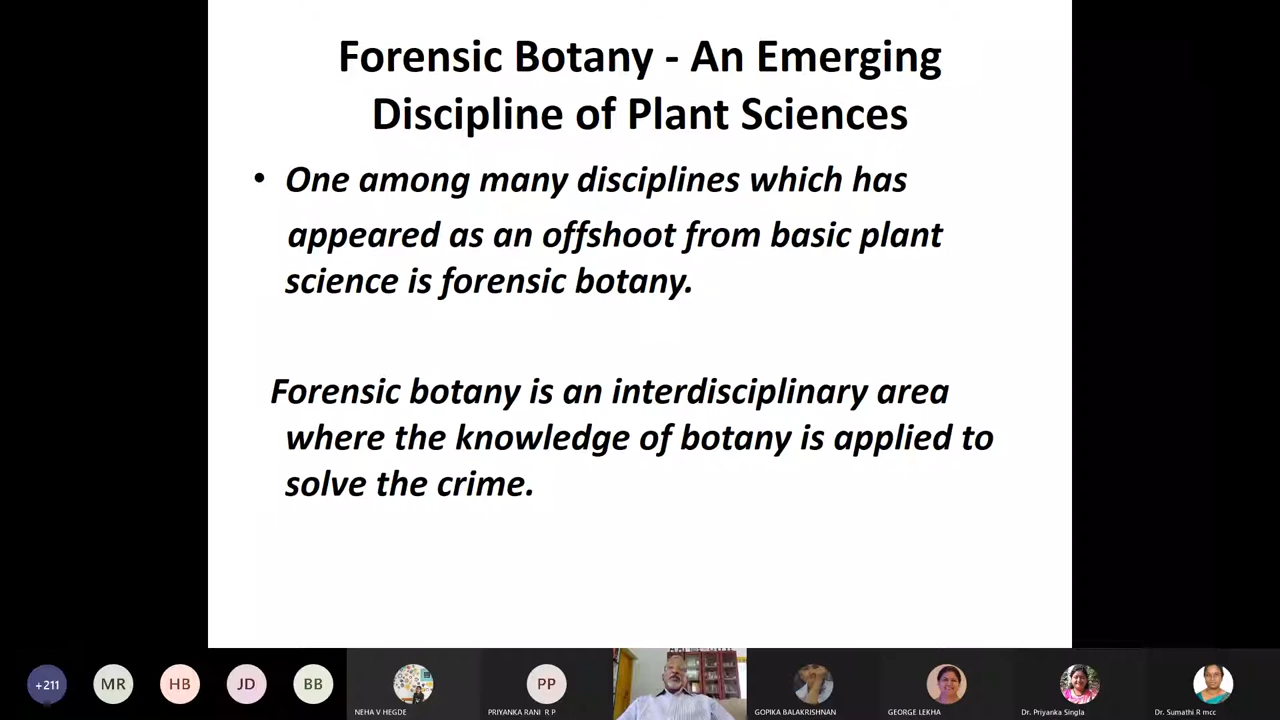 Forensic Botany - An Emerging
Discipline of Plant Sciences
• One among many disciplines which has
appeared as an offshoot from basic plant
science is forensic botany.
Forensic botany is an interdisciplinary area
where the knowledge of botany is applied to
solve the crime.
+211
MR
HB
JD
BB
NEHA V HEGDE
PP
PRIYANKA RANI R P
GOPIKA BALAKRISHNAN
GEORGE LEKHA
Dr. Priyanka Singla
Dr. Sumathi R mcc